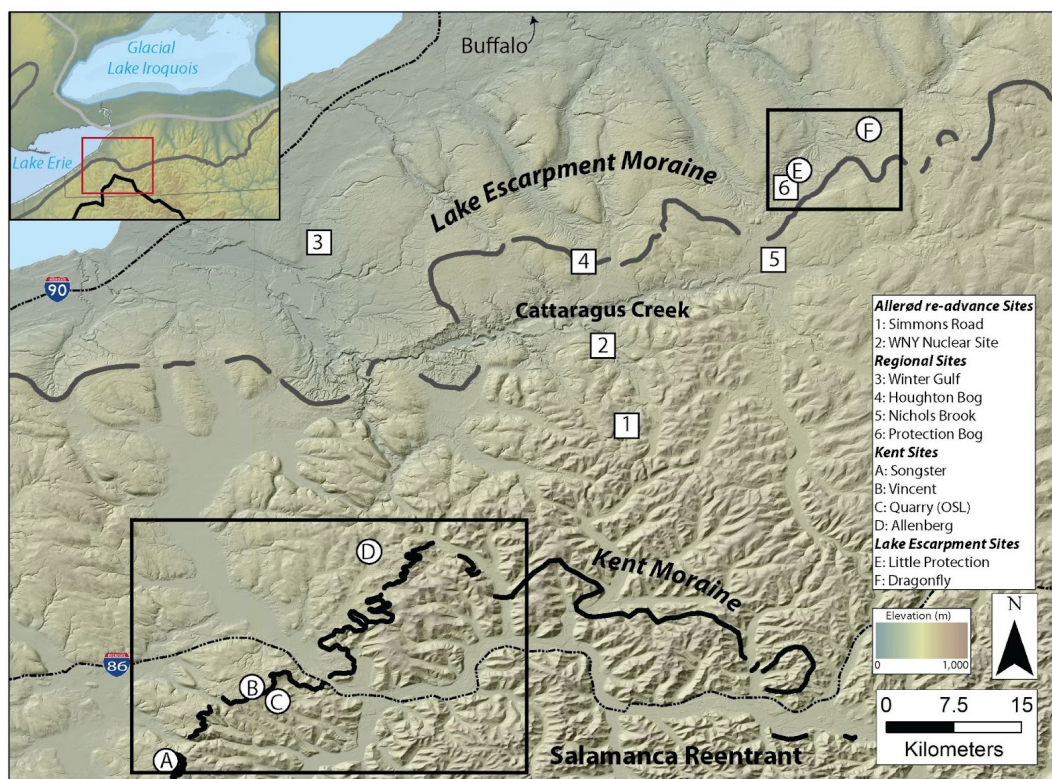 Buffalo
Glacial
Lake Iroquois
Lake Erie
Lake Escarpment Moraine
F
E
6
3
4
5
90
Cattaragus Creek
2
1
Allerød re-advance Sites
1: Simmons Road
2: WNY Nuclear Site
Regional Sites
3: Winter Gulf
4: Houghton Bog
5: Nichols Brook
6: Protection Bog
Kent Sites
A: Songster
B: Vincent
C: Quarry (OSL)
D: Allenberg
Lake Escarpment Sites
E: Little Protection
F: Dragonfly
D
Kent Moraine
Elevation (m)
0 1,000
N
86
B
C
A
0 7.5 15
Kilometers
Salamanca Reentrant